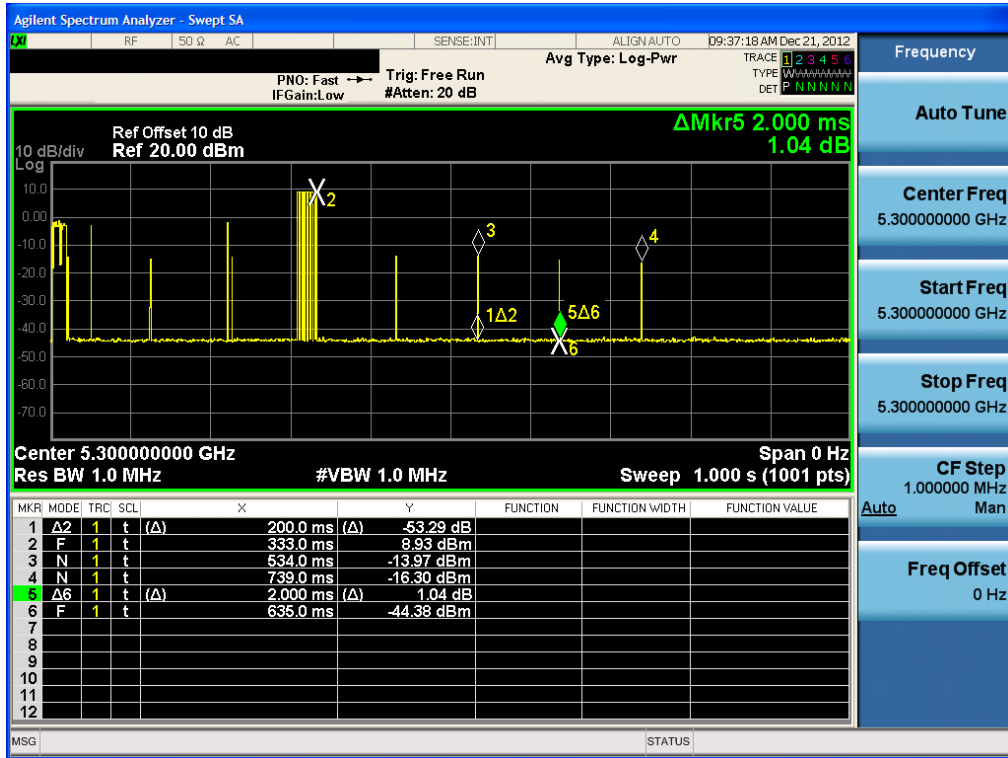 Agilent Spectrum Analyzer - Swept SA
LXI RF 50 Ω AC SENSE:INT ALIGN AUTO 09:37:18 AM Dec 21, 2012
PNO: Fast
IFGain:Low
Trig: Free Run
#Atten: 20 dB
Avg Type: Log-Pwr
TRACE 1 2 3 4 5 6
TYPE W
DET P N N N N N
ΔMkr5 2.000 ms
1.04 dB
Ref Offset 10 dB
10 dB/div Ref 20.00 dBm
Log
10.0
0.00
-10.0
-20.0
-30.0
-40.0
-50.0
-60.0
-70.0
2
3
4
1Δ2
5Δ6
6
Center 5.300000000 GHz Span 0 Hz
Res BW 1.0 MHz #VBW 1.0 MHz Sweep 1.000 s (1001 pts)
MKR MODE TRC SCL X Y FUNCTION FUNCTION WIDTH FUNCTION VALUE
1 Δ2 1 t (Δ) 200.0 ms (Δ) -53.29 dB
2 F 1 t 333.0 ms 8.93 dBm
3 N 1 t 534.0 ms -13.97 dBm
4 N 1 t 739.0 ms -16.30 dBm
5 Δ6 1 t (Δ) 2.000 ms (Δ) 1.04 dB
6 F 1 t 635.0 ms -44.38 dBm
7
8
9
10
11
12
MSG STATUS
Frequency
Auto Tune
Center Freq
5.300000000 GHz
Start Freq
5.300000000 GHz
Stop Freq
5.300000000 GHz
CF Step
1.000000 MHz
Auto Man
Freq Offset
0 Hz